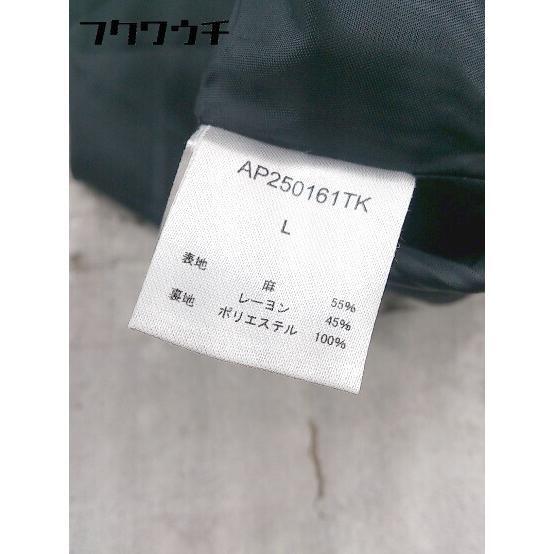 フクワウチ
AP250161TK
L
表地 麻 55%
レーヨン 45%
裏地 ポリエステル 100%